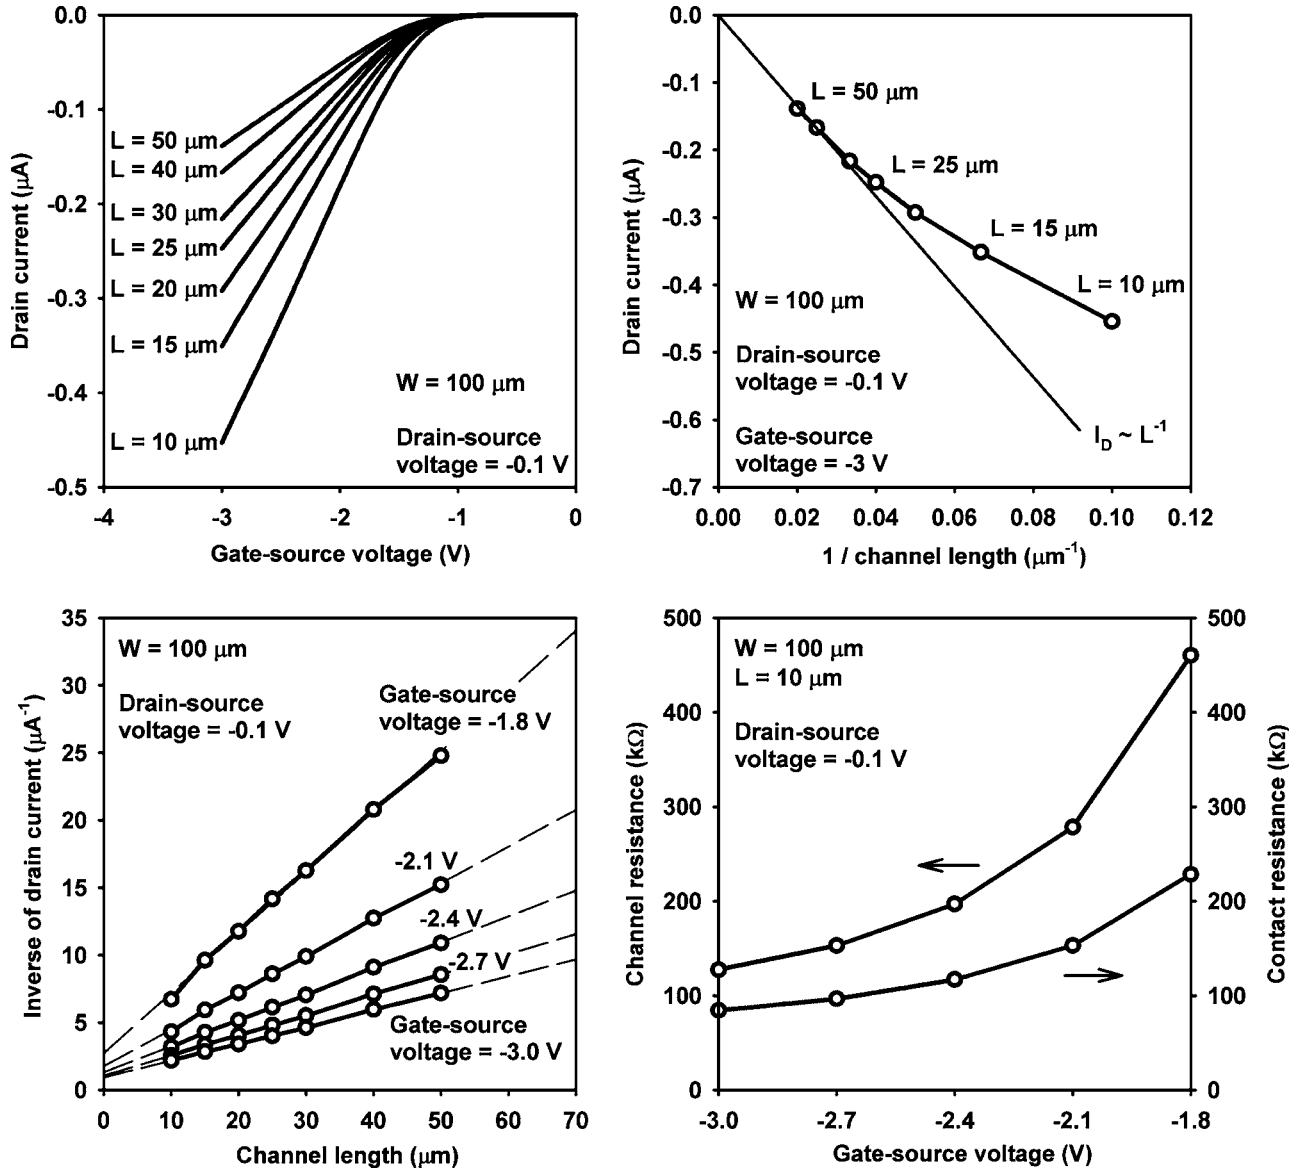 0.0
-0.1
-0.2
-0.3
-0.4
-0.5
Drain current (μA)
L = 50 μm
L = 40 μm
L = 30 μm
L = 25 μm
L = 20 μm
L = 15 μm
L = 10 μm
W = 100 μm
Drain-source
voltage = -0.1 V
-4 -3 -2 -1 0
Gate-source voltage (V)
0.0
-0.1
-0.2
-0.3
-0.4
-0.5
-0.6
-0.7
Drain current (μA)
L = 50 μm
L = 25 μm
L = 15 μm
L = 10 μm
W = 100 μm
Drain-source
voltage = -0.1 V
Gate-source
voltage = -3 V
I_D ~ L⁻¹
0.00 0.02 0.04 0.06 0.08 0.10 0.12
1 / channel length (μm⁻¹)
35
30
25
20
15
10
5
0
Inverse of drain current (μA⁻¹)
W = 100 μm
Drain-source
voltage = -0.1 V
Gate-source
voltage = -1.8 V
-2.1 V
-2.4 V
-2.7 V
Gate-source
voltage = -3.0 V
0 10 20 30 40 50 60 70
Channel length (μm)
500
400
300
200
100
0
Channel resistance (kΩ)
W = 100 μm
L = 10 μm
Drain-source
voltage = -0.1 V
500
400
300
200
100
0
Contact resistance (kΩ)
-3.0 -2.7 -2.4 -2.1 -1.8
Gate-source voltage (V)